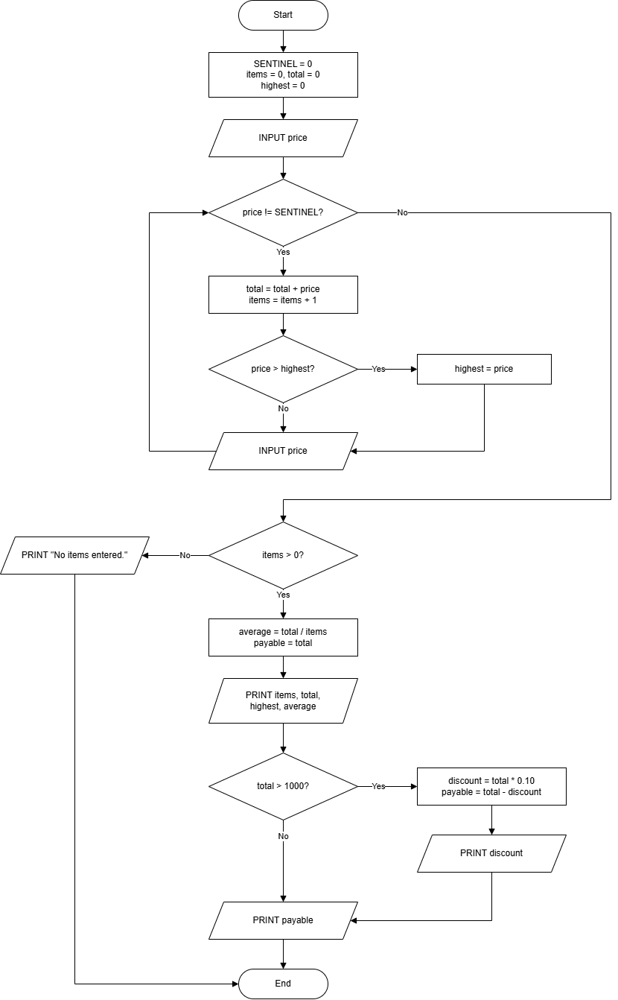 Start
SENTINEL = 0
items = 0, total = 0
highest = 0
INPUT price
price != SENTINEL?
No
Yes
total = total + price
items = items + 1
price > highest?
Yes
highest = price
No
INPUT price
items > 0?
No
PRINT "No items entered."
Yes
average = total / items
payable = total
PRINT items, total,
highest, average
total > 1000?
Yes
discount = total * 0.10
payable = total - discount
No
PRINT discount
PRINT payable
End